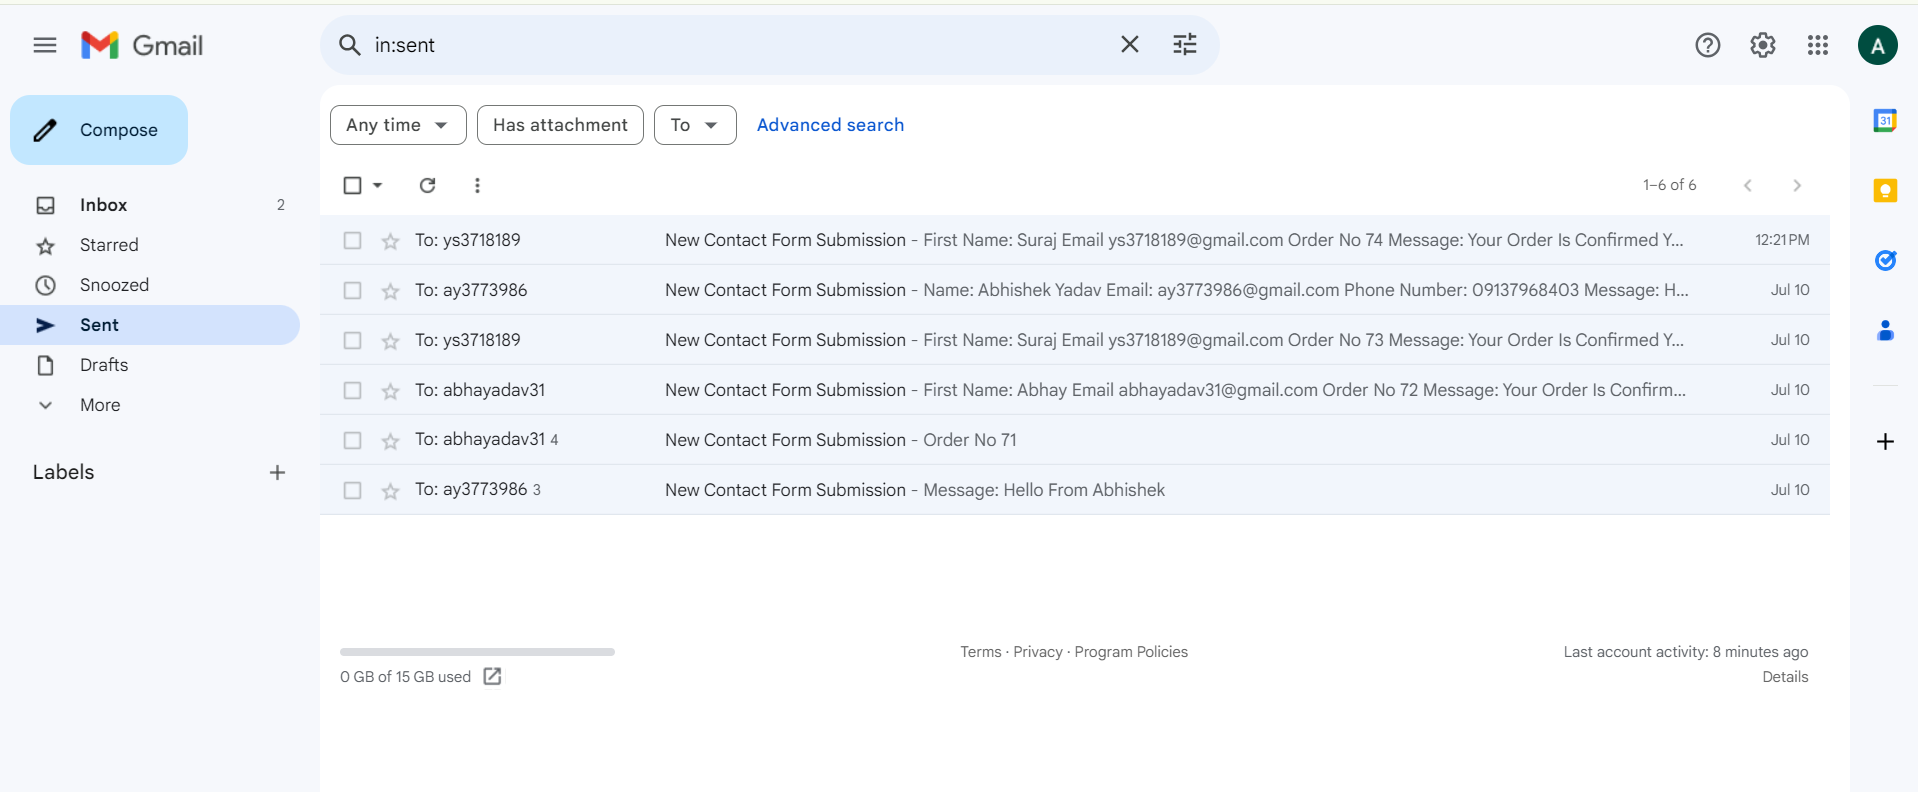 Gmail
in:sent
A
Compose
Any time
Has attachment
To
Advanced search
31
Inbox 2
Starred
Snoozed
Sent
Drafts
More
Labels
1–6 of 6
To: ys3718189 New Contact Form Submission - First Name: Suraj Email ys3718189@gmail.com Order No 74 Message: Your Order Is Confirmed Y... 12:21 PM
To: ay3773986 New Contact Form Submission - Name: Abhishek Yadav Email: ay3773986@gmail.com Phone Number: 09137968403 Message: H... Jul 10
To: ys3718189 New Contact Form Submission - First Name: Suraj Email ys3718189@gmail.com Order No 73 Message: Your Order Is Confirmed Y... Jul 10
To: abhayadav31 New Contact Form Submission - First Name: Abhay Email abhayadav31@gmail.com Order No 72 Message: Your Order Is Confirm... Jul 10
To: abhayadav31 4 New Contact Form Submission - Order No 71 Jul 10
To: ay3773986 3 New Contact Form Submission - Message: Hello From Abhishek Jul 10
0 GB of 15 GB used
Terms · Privacy · Program Policies
Last account activity: 8 minutes ago
Details